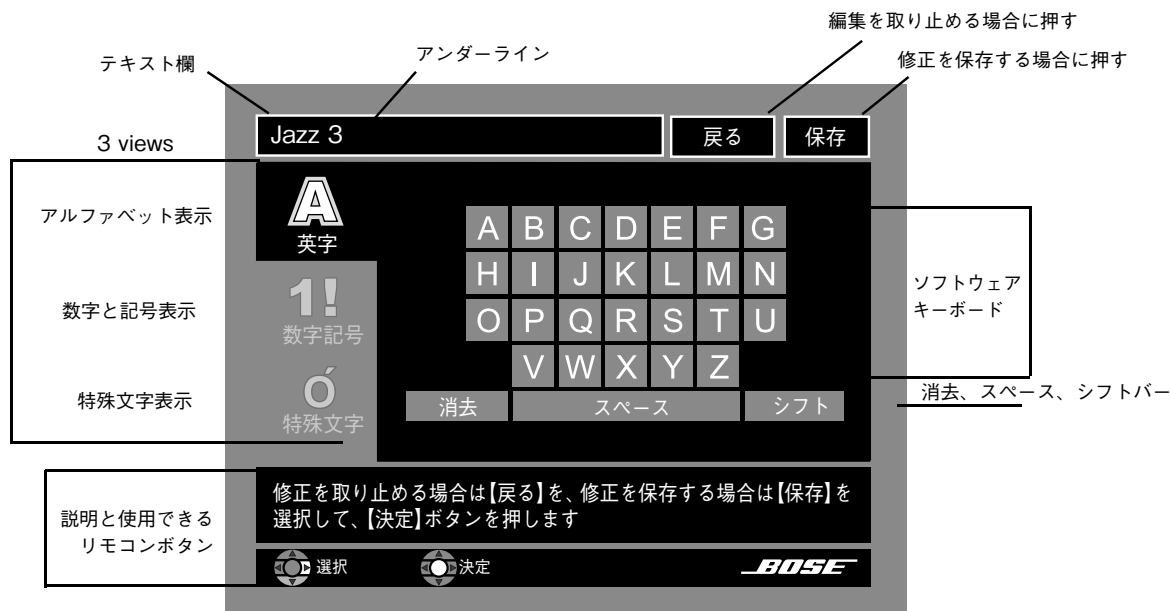 編集を取り止める場合に押す
修正を保存する場合に押す
アンダーライン
テキスト欄
3 views
Jazz 3
戻る
保存
アルファベット表示
A
英字
A B C D E F G
H I J K L M N
O P Q R S T U
V W X Y Z
ソフトウェア
キーボード
数字と記号表示
1!
数字記号
特殊文字表示
Ó
特殊文字
消去
スペース
シフト
消去、スペース、シフトバー
説明と使用できる
リモコンボタン
修正を取り止める場合は【戻る】を、修正を保存する場合は【保存】を
選択して、【決定】ボタンを押します
選択
決定
BOSE